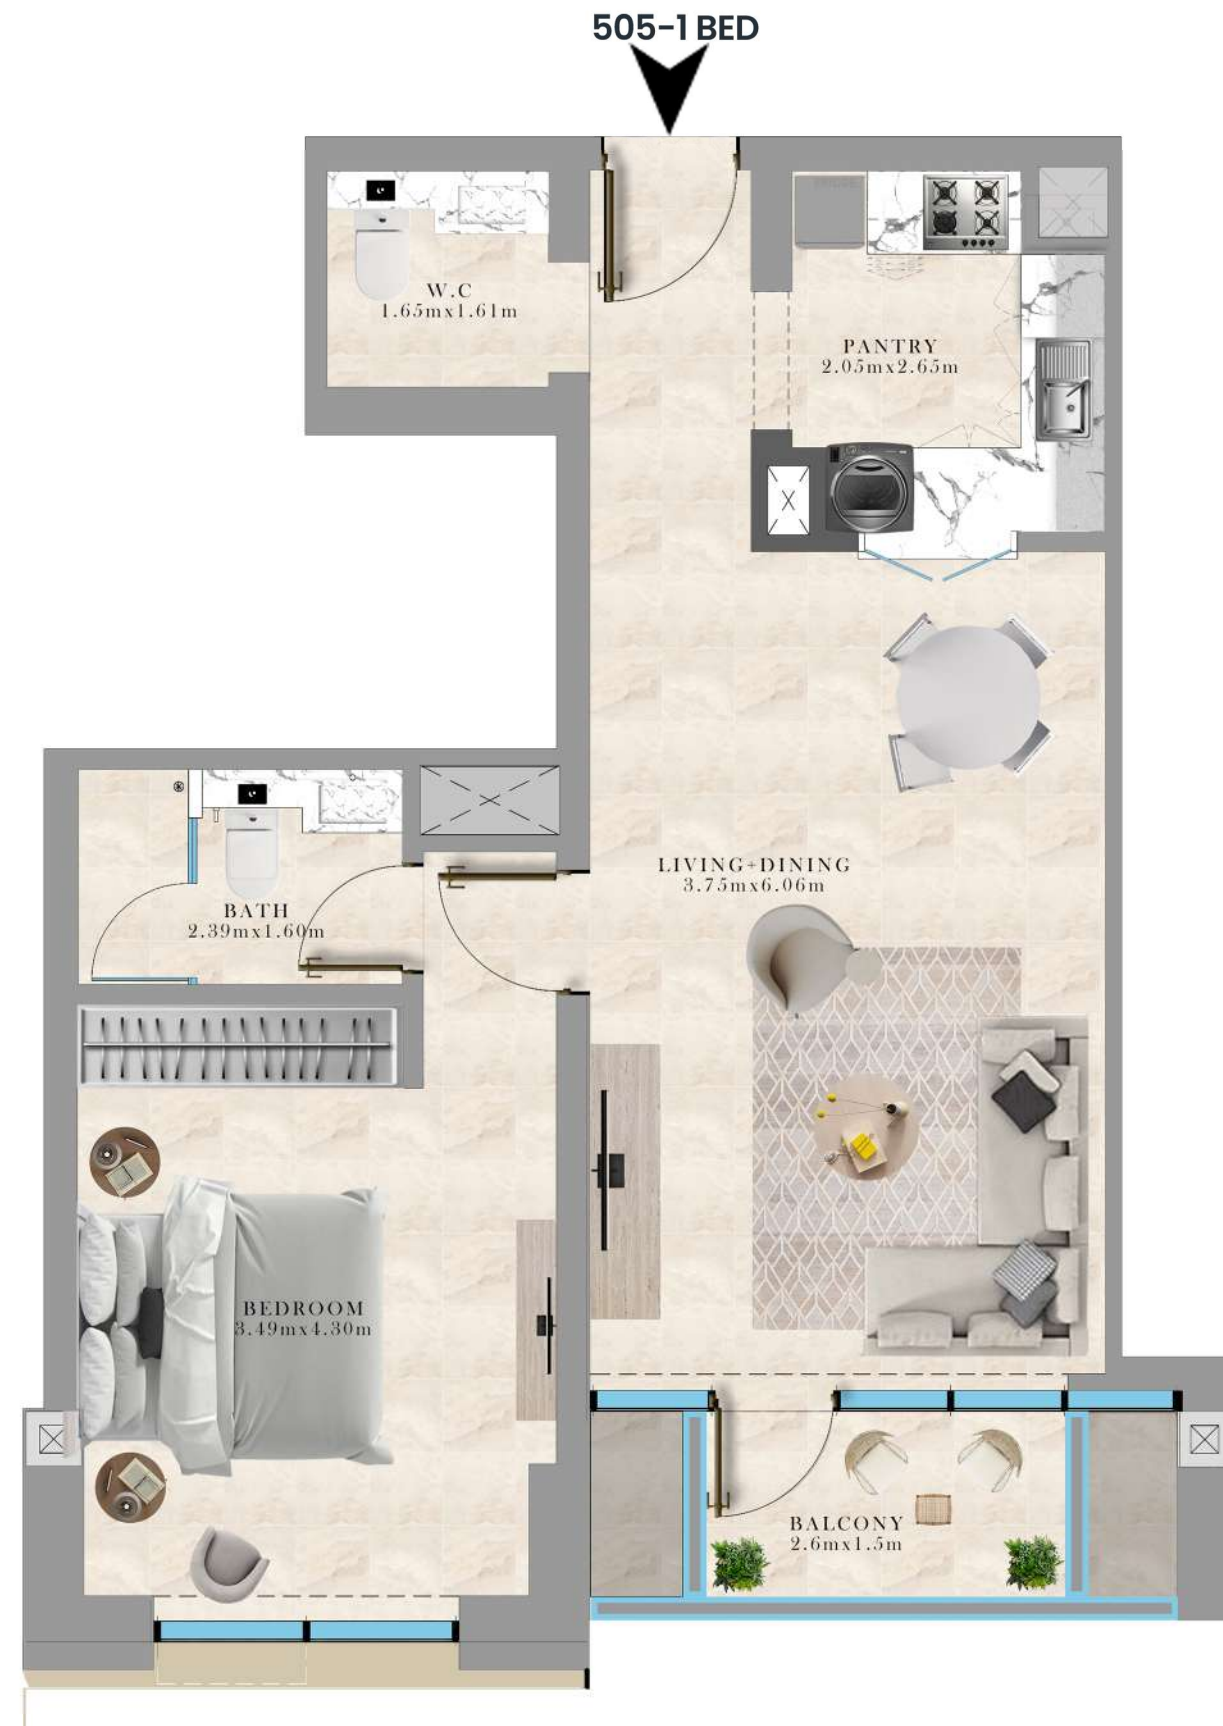 505-1 BED
W.C
1.65mx1.61m
PANTRY
2.05mx2.65m
LIVING+DINING
3.75mx6.06m
BATH
2.39mx1.60m
BEDROOM
3.49mx4.30m
BALCONY
2.6mx1.5m